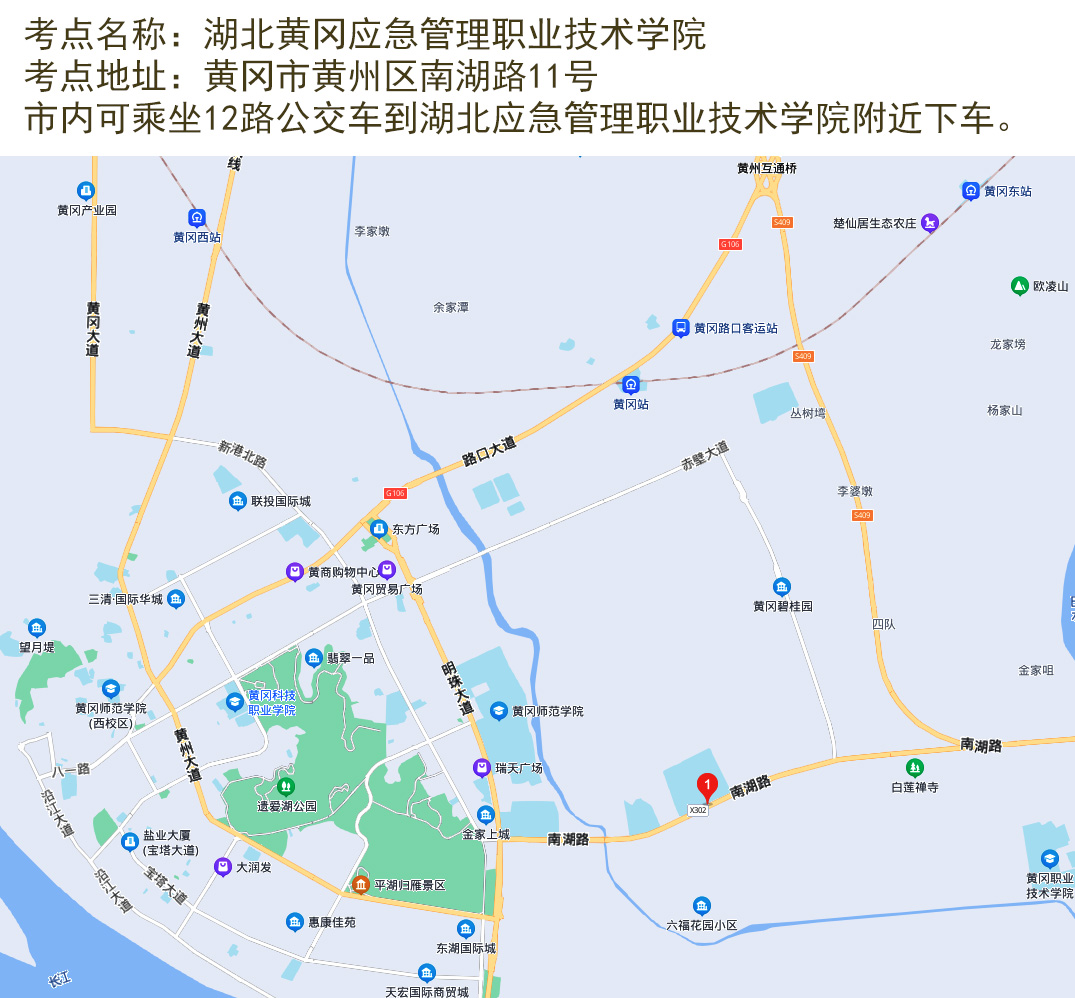 考点名称：湖北黄冈应急管理职业技术学院
考点地址：黄冈市黄州区南湖路11号
市内可乘坐12路公交车到湖北应急管理职业技术学院附近下车。
线
黄州互通桥
黄冈产业园
黄冈西站
李家墩
S409
楚仙居生态农庄
黄冈东站
G106
欧凌山
余家潭
黄冈大道
黄州大道
黄冈路口客运站
龙家塝
S409
黄冈站
丛树塆
杨家山
新港北路
路口大道
赤壁大道
联投国际城
G106
李婆墩
S409
东方广场
黄商购物中心
黄冈贸易广场
三清·国际华城
黄冈碧桂园
望月堤
四队
翡翠一品
明珠大道
金家咀
黄冈师范学院
(西校区)
黄冈科技
职业学院
黄冈师范学院
黄州大道
八一路
瑞天广场
南湖路
1
南湖路
X302
白莲禅寺
沿江大道
遗爱湖公园
金家上城
南湖路
盐业大厦
(宝塔大道)
大润发
宝塔大道
沿江大道
平湖归雁景区
黄冈职业
技术学院
惠康佳苑
六福花园小区
东湖国际城
长江
天宏国际商贸城